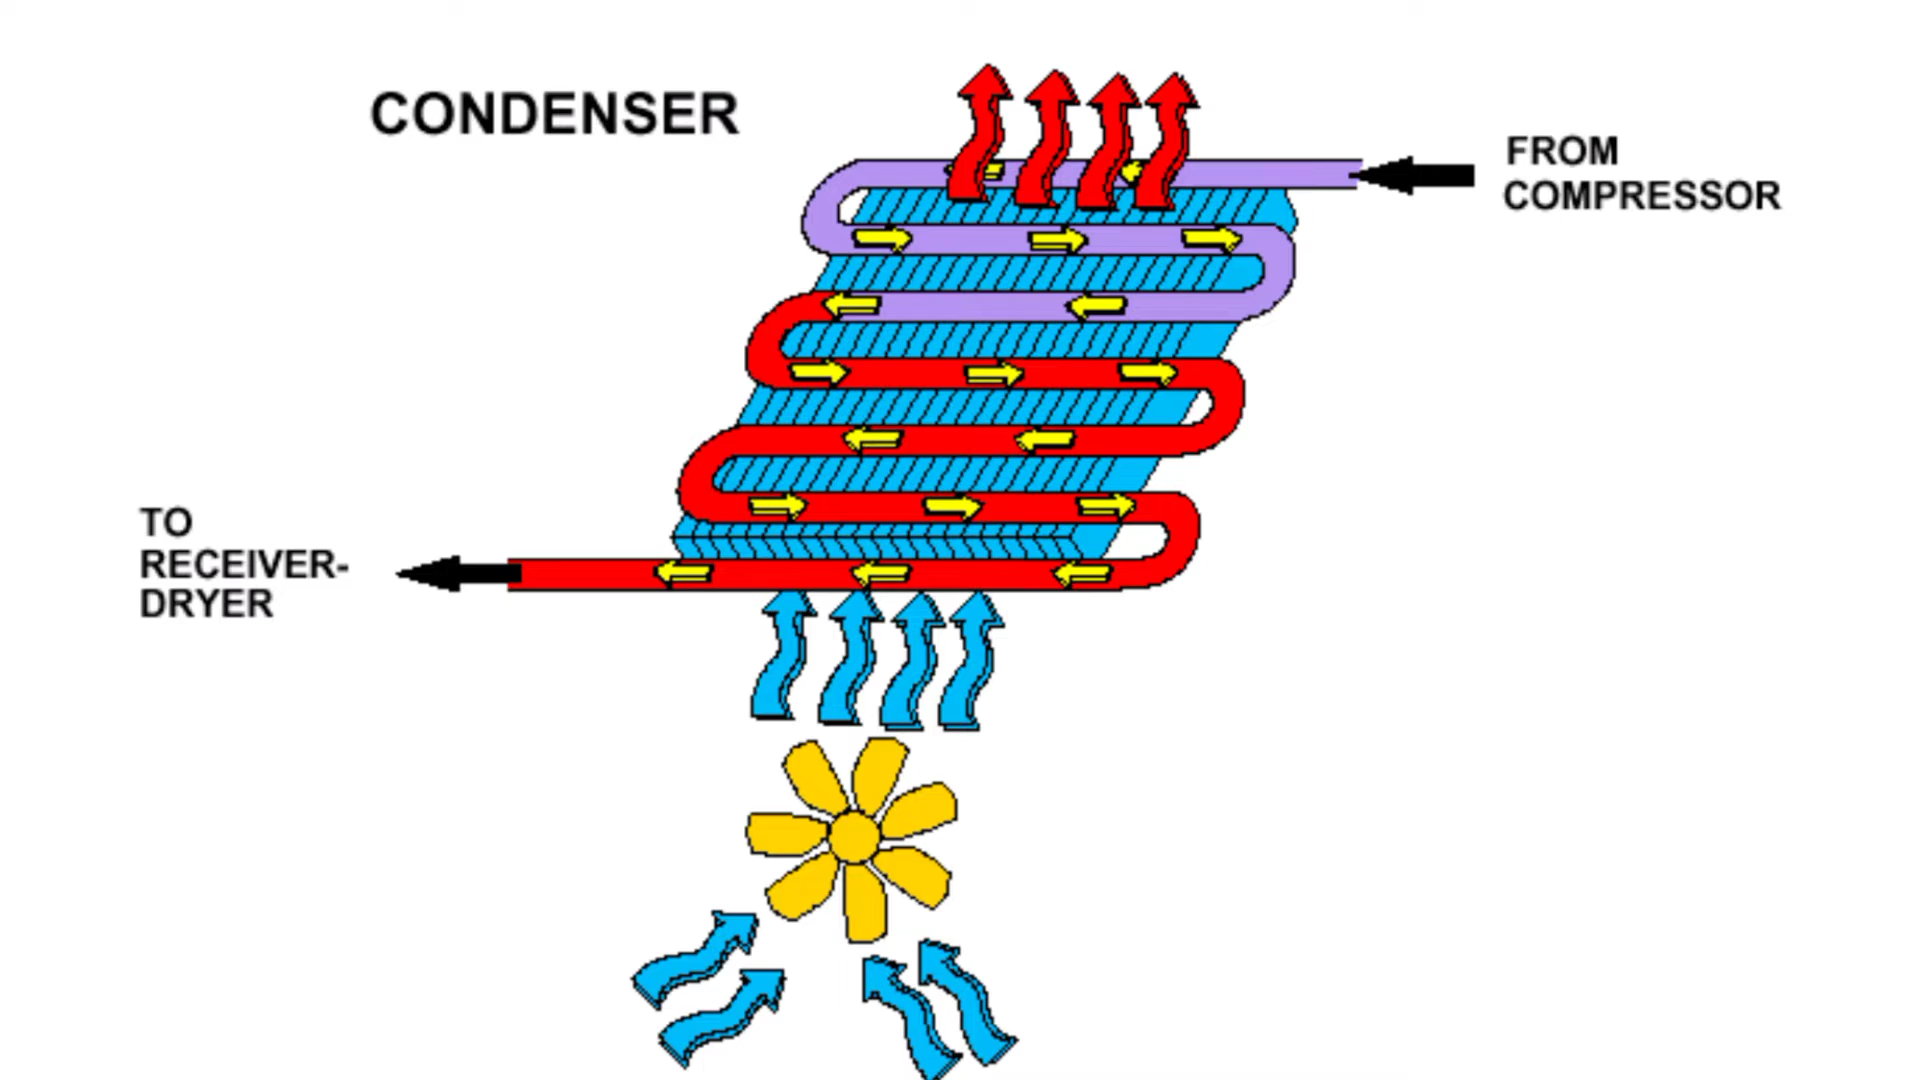 CONDENSER
FROM
COMPRESSOR
TO
RECEIVER-
DRYER